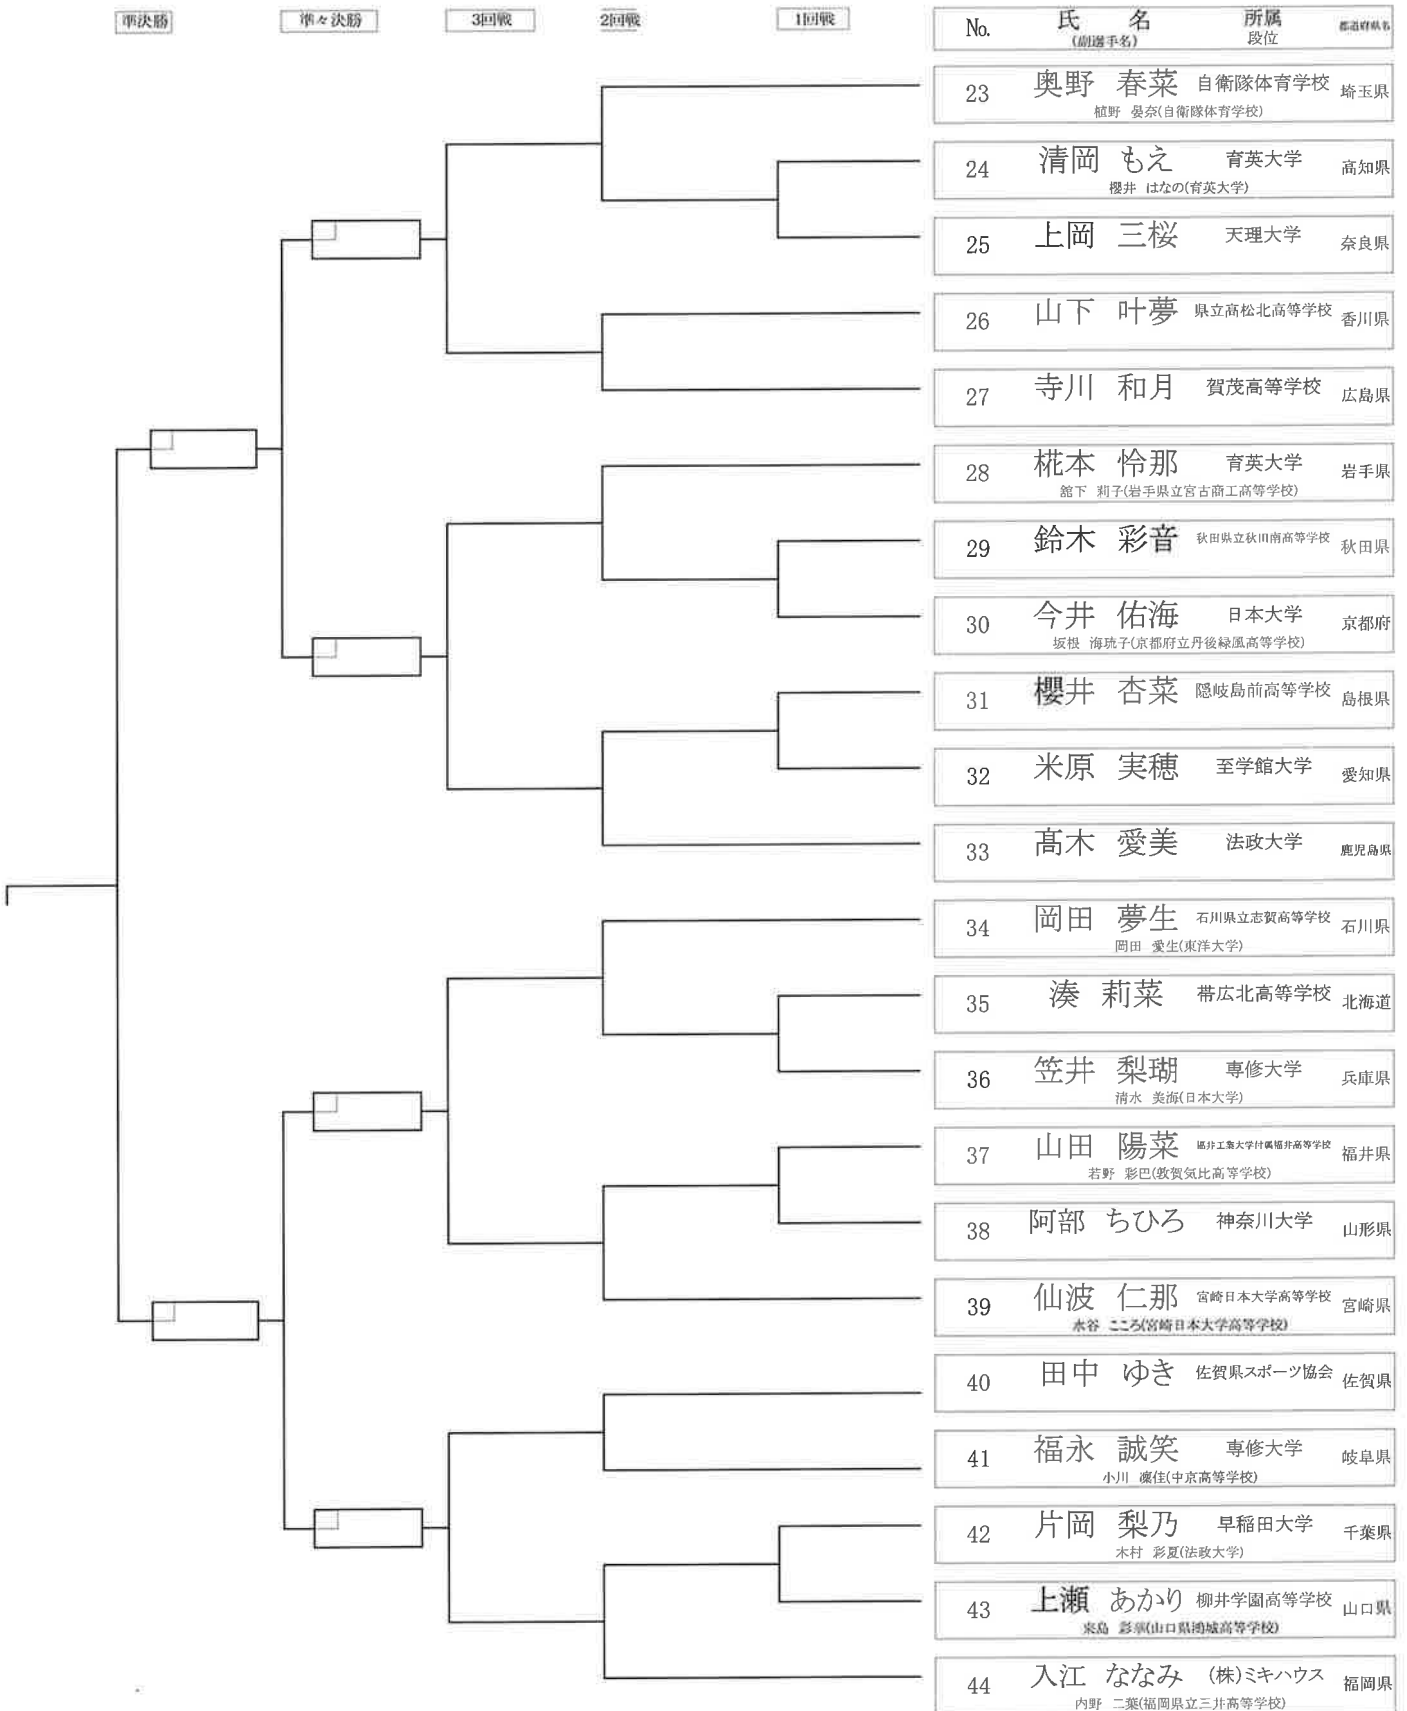 準決勝 準々決勝 3回戦 2回戦 1回戦 No. 氏 名 所属 都道府県名
(副選手名) 段位
23 奥野 春菜 自衛隊体育学校 埼玉県
植野 晏奈(自衛隊体育学校)
24 清岡 もえ 育英大学 高知県
櫻井 はなの(育英大学)
25 上岡 三桜 天理大学 奈良県
26 山下 叶夢 県立高松北高等学校 香川県
27 寺川 和月 賀茂高等学校 広島県
28 椛本 怜那 育英大学 岩手県
舘下 莉子(岩手県立宮古商工高等学校)
29 鈴木 彩音 秋田県立秋田南高等学校 秋田県
30 今井 佑海 日本大学 京都府
坂根 海琉子(京都府立丹後緑風高等学校)
31 櫻井 杏菜 隠岐島前高等学校 島根県
32 米原 実穂 至学館大学 愛知県
33 髙木 愛美 法政大学 鹿児島県
34 岡田 夢生 石川県立志賀高等学校 石川県
岡田 愛生(東洋大学)
35 湊 莉菜 帯広北高等学校 北海道
36 笠井 梨瑚 専修大学 兵庫県
清水 美海(日本大学)
37 山田 陽菜 福井工業大学付属福井高等学校 福井県
若野 彩巴(敦賀気比高等学校)
38 阿部 ちひろ 神奈川大学 山形県
39 仙波 仁那 宮崎日本大学高等学校 宮崎県
水谷 こころ(宮崎日本大学高等学校)
40 田中 ゆき 佐賀県スポーツ協会 佐賀県
41 福永 誠笑 専修大学 岐阜県
小川 凜佳(中京高等学校)
42 片岡 梨乃 早稲田大学 千葉県
木村 彩夏(法政大学)
43 上瀬 あかり 柳井学園高等学校 山口県
来島 彩華(山口県鴻城高等学校)
44 入江 ななみ (株)ミキハウス 福岡県
内野 二葉(福岡県立三井高等学校)